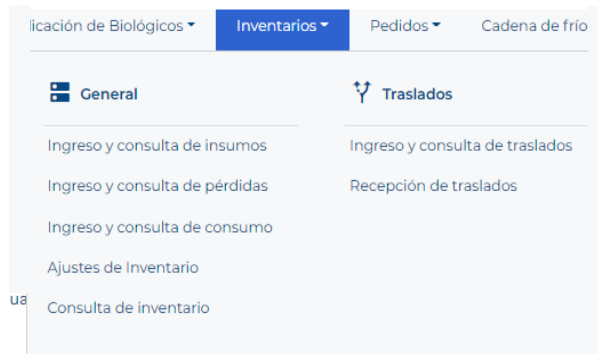 licación de Biológicos
Inventarios
Pedidos
Cadena de frío
General
Ingreso y consulta de insumos
Ingreso y consulta de pérdidas
Ingreso y consulta de consumo
Ajustes de Inventario
Consulta de inventario
Traslados
Ingreso y consulta de traslados
Recepción de traslados
ua